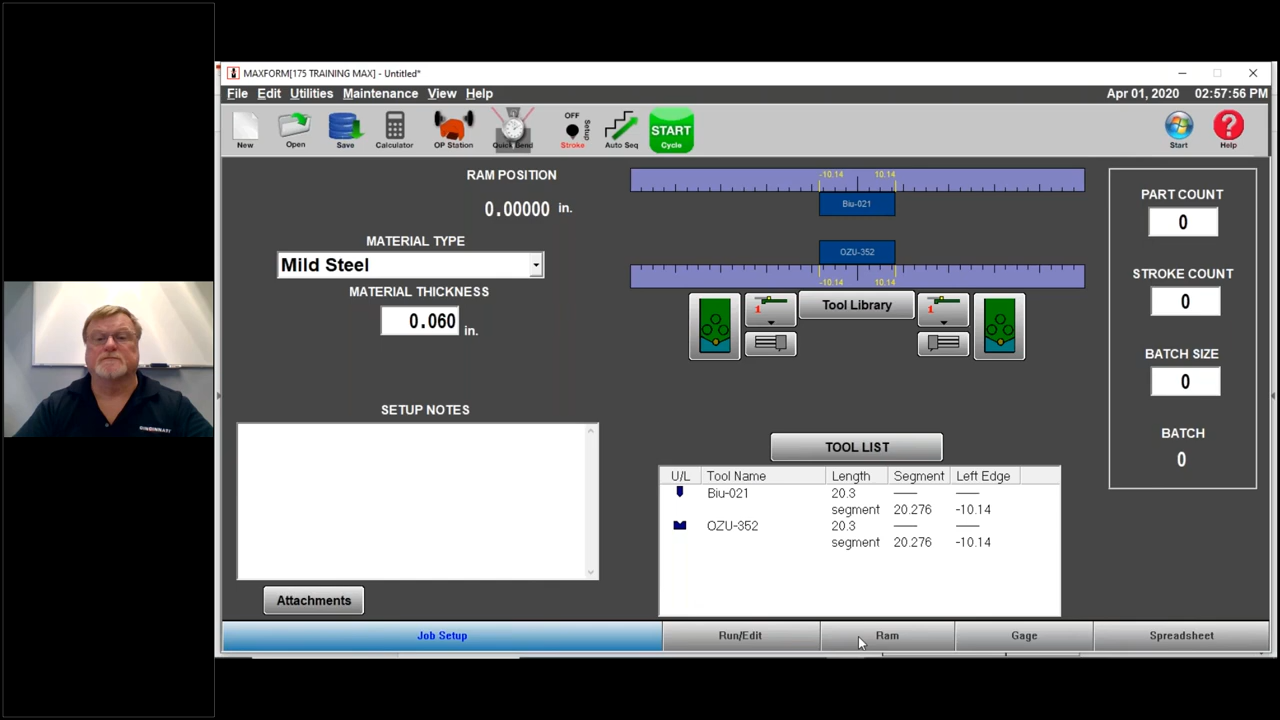 MAXFORM[175 TRAINING MAX] - Untitled*
File Edit Utilities Maintenance View Help
Apr 01, 2020 02:57:56 PM
New Open Save Calculator OP Station Quick Bend OFF Setup Stroke Auto Seq START Cycle Start Help
RAM POSITION
0.00000 in.
MATERIAL TYPE
Mild Steel
MATERIAL THICKNESS
0.060 in.
SETUP NOTES
Attachments
-10.14 10.14
Biu-021
OZU-352
-10.14 10.14
1 Tool Library 1
TOOL LIST
U/L Tool Name Length Segment Left Edge
Biu-021 20.3 —— ——
segment 20.276 -10.14
OZU-352 20.3 —— ——
segment 20.276 -10.14
PART COUNT
0
STROKE COUNT
0
BATCH SIZE
0
BATCH
0
Job Setup Run/Edit Ram Gage Spreadsheet
CINCINNATI